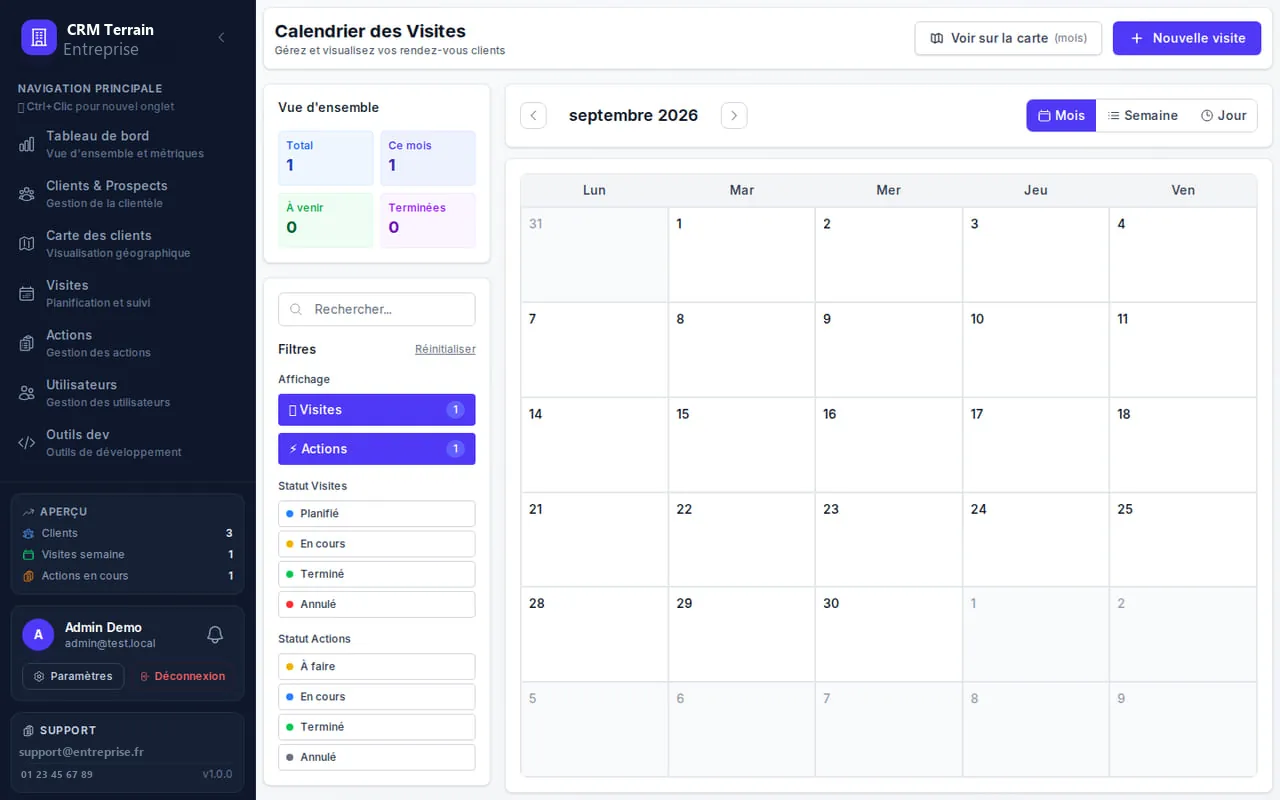 CRM Terrain
Entreprise
NAVIGATION PRINCIPALE
Ctrl+Clic pour nouvel onglet
Tableau de bord
Vue d'ensemble et métriques
Clients & Prospects
Gestion de la clientèle
Carte des clients
Visualisation géographique
Visites
Planification et suivi
Actions
Gestion des actions
Utilisateurs
Gestion des utilisateurs
Outils dev
Outils de développement
APERÇU
Clients 3
Visites semaine 1
Actions en cours 1
A
Admin Demo
admin@test.local
Paramètres Déconnexion
SUPPORT
support@entreprise.fr
01 23 45 67 89 v1.0.0
Calendrier des Visites
Gérez et visualisez vos rendez-vous clients
Voir sur la carte (mois)
Nouvelle visite
Vue d'ensemble
Total
1
Ce mois
1
À venir
0
Terminées
0
Rechercher...
Filtres Réinitialiser
Affichage
Visites 1
⚡ Actions 1
Statut Visites
Planifié
En cours
Terminé
Annulé
Statut Actions
À faire
En cours
Terminé
Annulé
septembre 2026
Mois Semaine Jour
Lun Mar Mer Jeu Ven
31 1 2 3 4
7 8 9 10 11
14 15 16 17 18
21 22 23 24 25
28 29 30 1 2
5 6 7 8 9